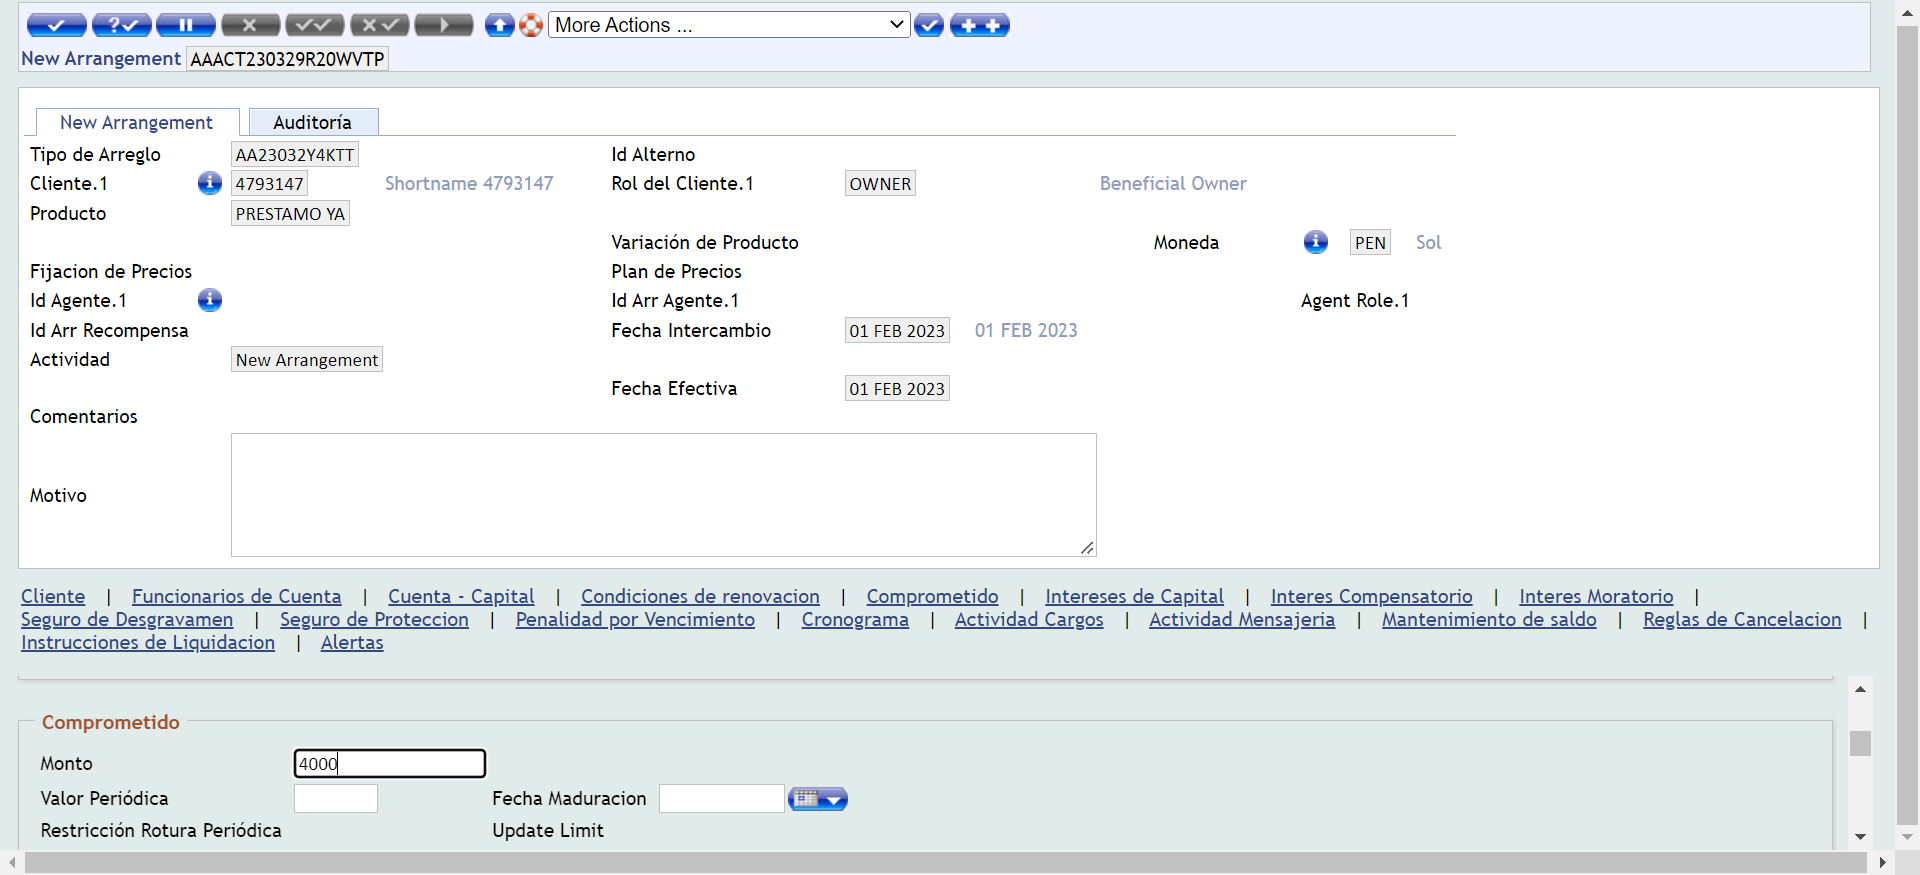 More Actions ...
New Arrangement AAACT230329R20WVTP
New Arrangement Auditoría
Tipo de Arreglo AA23032Y4KTT Id Alterno
Cliente.1 4793147 Shortname 4793147 Rol del Cliente.1 OWNER Beneficial Owner
Producto PRESTAMO YA
Variación de Producto Moneda PEN Sol
Fijacion de Precios Plan de Precios
Id Agente.1 Id Arr Agente.1 Agent Role.1
Id Arr Recompensa Fecha Intercambio 01 FEB 2023 01 FEB 2023
Actividad New Arrangement
Fecha Efectiva 01 FEB 2023
Comentarios
Motivo
Cliente | Funcionarios de Cuenta | Cuenta - Capital | Condiciones de renovacion | Comprometido | Intereses de Capital | Interes Compensatorio | Interes Moratorio |
Seguro de Desgravamen | Seguro de Proteccion | Penalidad por Vencimiento | Cronograma | Actividad Cargos | Actividad Mensajeria | Mantenimiento de saldo | Reglas de Cancelacion |
Instrucciones de Liquidacion | Alertas
Comprometido
Monto 4000
Valor Periódica Fecha Maduracion
Restricción Rotura Periódica Update Limit